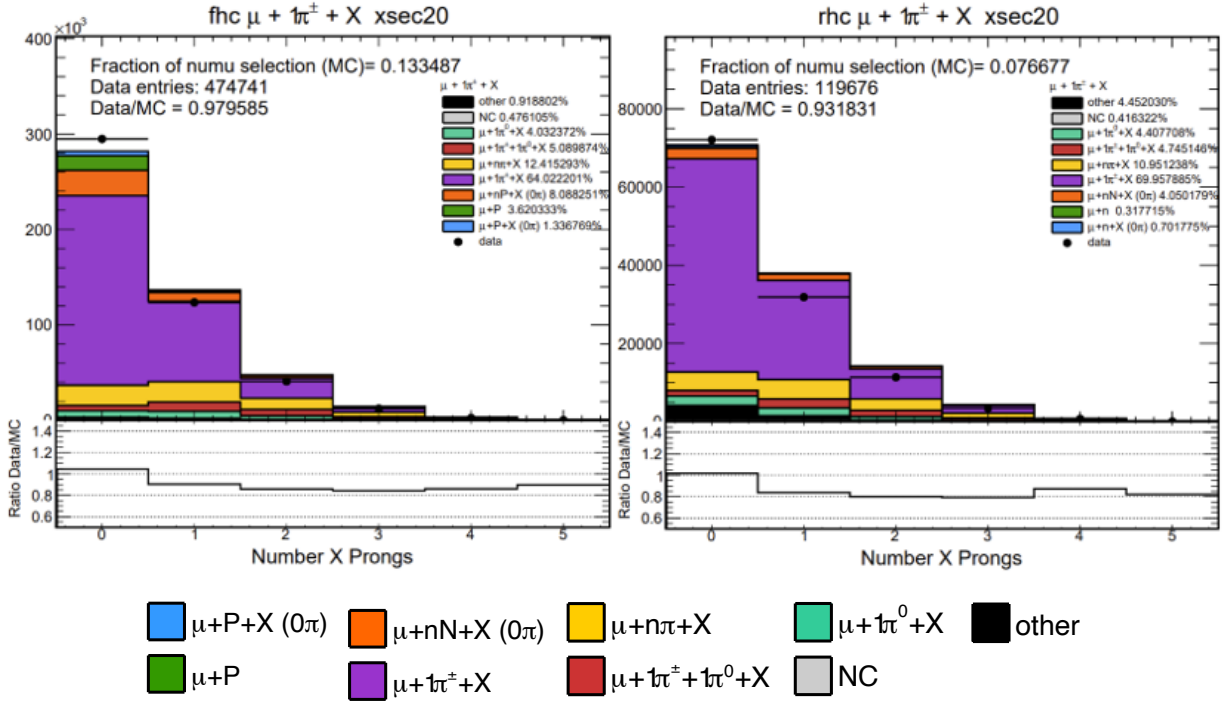 fhc μ + 1π± + X xsec20
×10³
400
300
200
100
0
Fraction of numu selection (MC)= 0.133487
Data entries: 474741
Data/MC = 0.979585
μ + 1π± + X
other 0.918802%
NC 0.476105%
μ+1π⁰+X 4.032372%
μ+1π±+1π⁰+X 5.089874%
μ+nπ+X 12.415293%
μ+1π±+X 64.022201%
μ+nP+X (0π) 8.088251%
μ+P 3.620333%
μ+P+X (0π) 1.336769%
data
Ratio Data/MC
1.4
1.2
1
0.8
0.6
0 1 2 3 4 5
Number X Prongs
rhc μ + 1π± + X xsec20
80000
60000
40000
20000
0
Fraction of numu selection (MC)= 0.076677
Data entries: 119676
Data/MC = 0.931831
μ + 1π± + X
other 4.452030%
NC 0.416322%
μ+1π⁰+X 4.407708%
μ+1π±+1π⁰+X 4.745146%
μ+nπ+X 10.951238%
μ+1π±+X 69.957885%
μ+nN+X (0π) 4.050179%
μ+n 0.317715%
μ+n+X (0π) 0.701775%
data
Ratio Data/MC
1.4
1.2
1
0.8
0.6
0 1 2 3 4 5
Number X Prongs
μ+P+X (0π) μ+nN+X (0π) μ+nπ+X μ+1π⁰+X other
μ+P μ+1π±+X μ+1π±+1π⁰+X NC